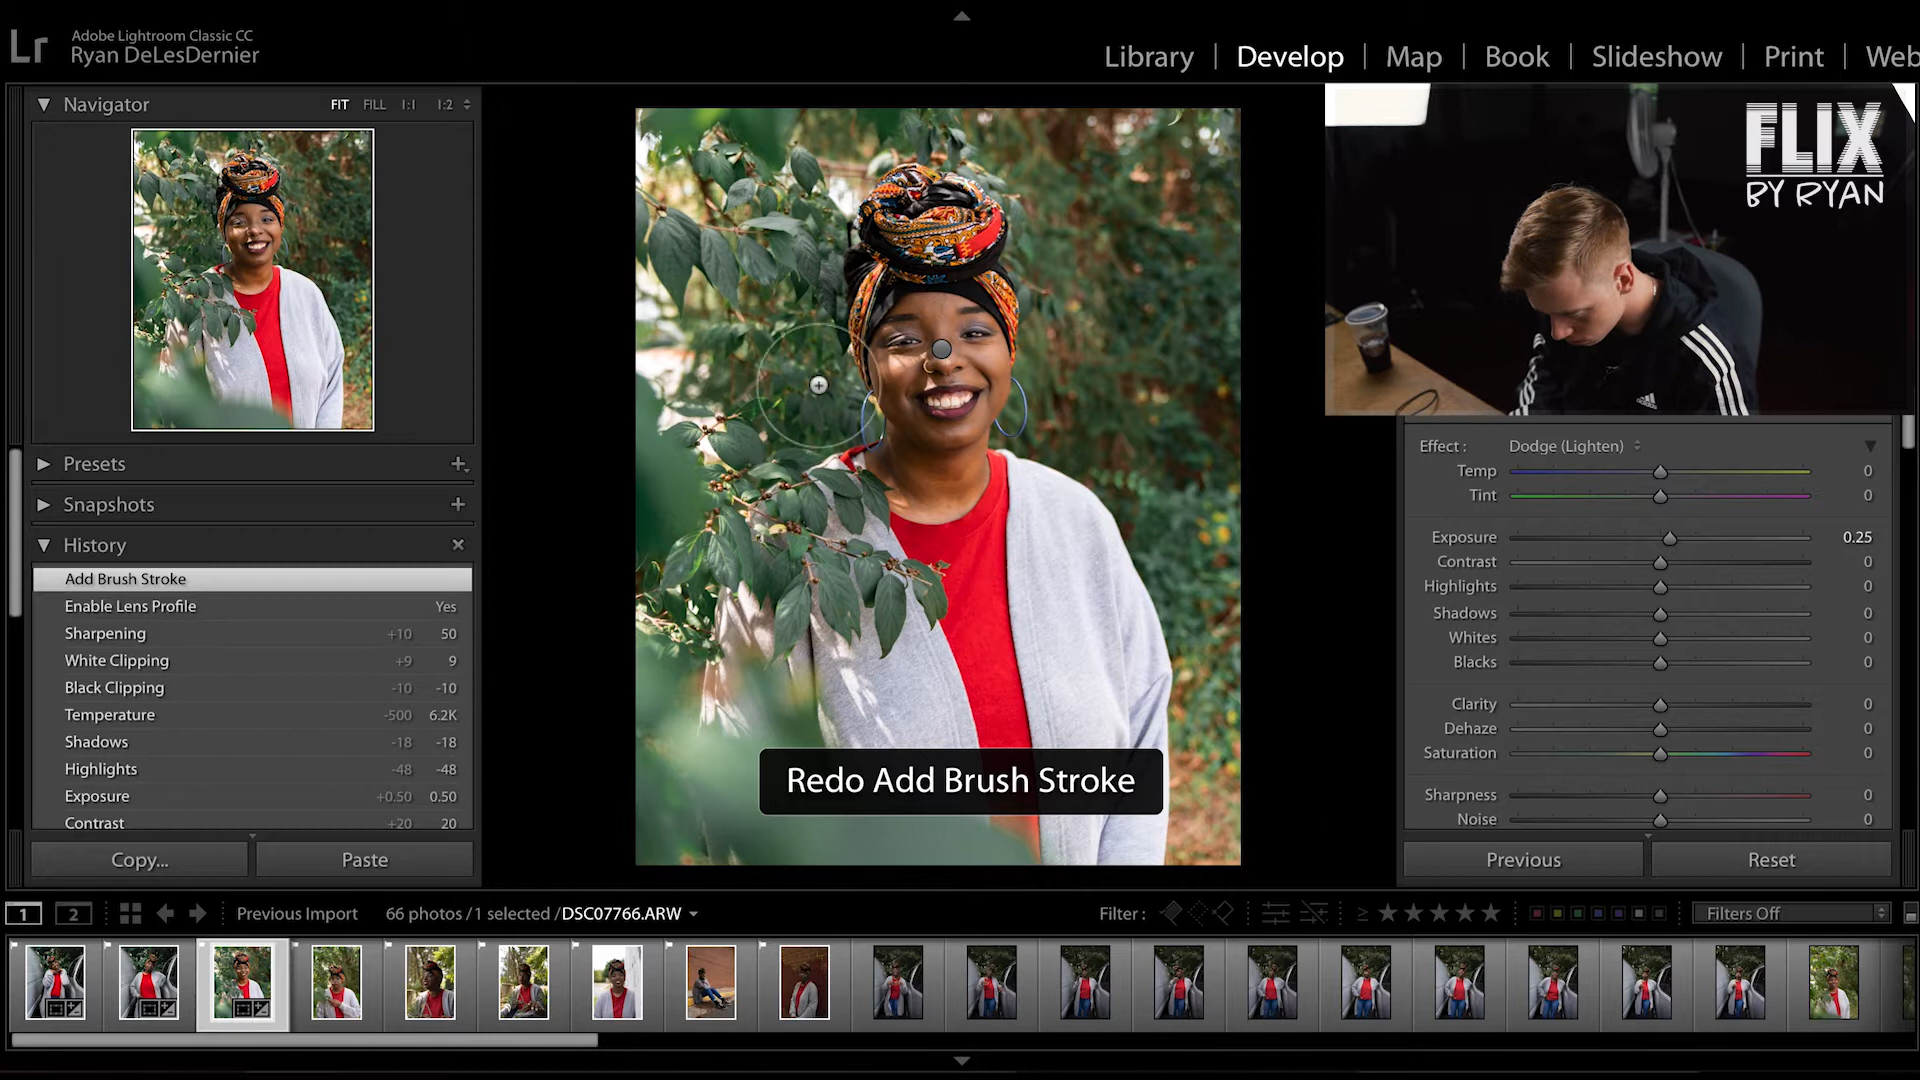 Lr
Adobe Lightroom Classic CC
Ryan DeLesDernier
Library | Develop | Map | Book | Slideshow | Print | Web
Navigator FIT FILL 1:1 1:2
FLIX
BY RYAN
Presets
Snapshots
History
Add Brush Stroke
Enable Lens Profile Yes
Sharpening +10 50
White Clipping +9 9
Black Clipping -10 -10
Temperature -500 6.2K
Shadows -18 -18
Highlights -48 -48
Exposure +0.50 0.50
Contrast +20 20
Copy... Paste
Redo Add Brush Stroke
Effect : Dodge (Lighten)
Temp 0
Tint 0
Exposure 0.25
Contrast 0
Highlights 0
Shadows 0
Whites 0
Blacks 0
Clarity 0
Dehaze 0
Saturation 0
Sharpness 0
Noise 0
Previous Reset
1 2 Previous Import 66 photos / 1 selected / DSC07766.ARW Filter : ≥ ★★★★★ Filters Off